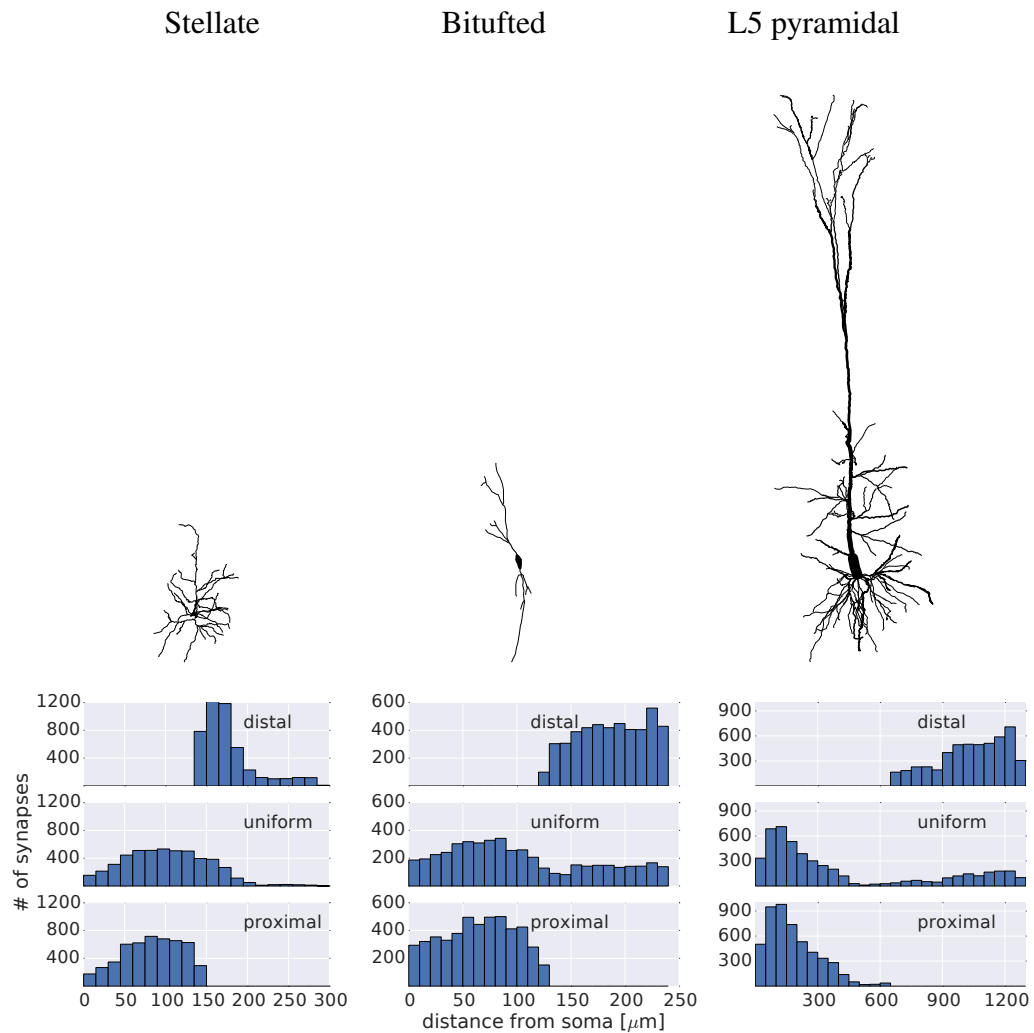 Stellate Bitufted L5 pyramidal
# of synapses
1200
800
400
distal
600
400
200
distal
900
600
300
distal
1200
800
400
uniform
600
400
200
uniform
900
600
300
uniform
1200
800
400
proximal
600
400
200
proximal
900
600
300
proximal
0 50 100 150 200 250 300
0 50 100 150 200 250
300 600 900 1200
distance from soma [μm]